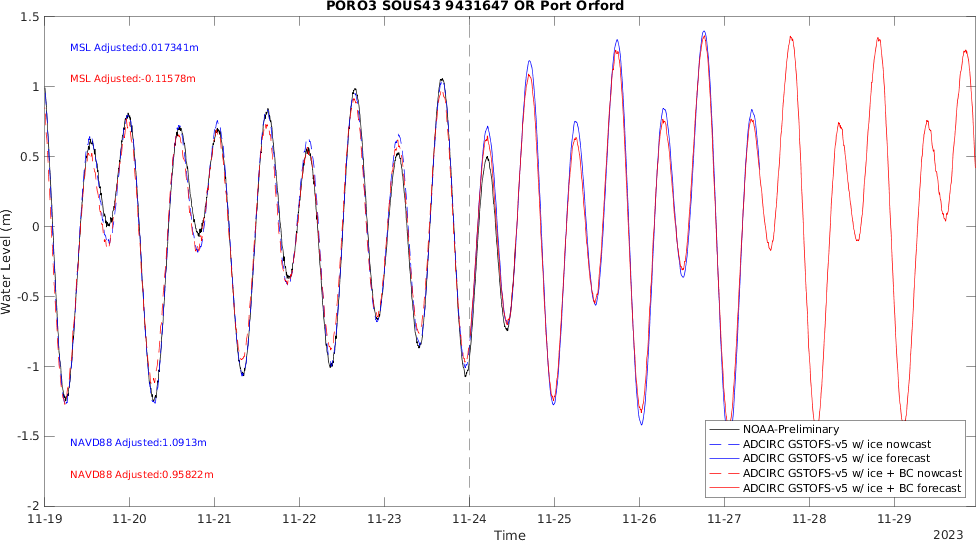 PORO3 SOUS43 9431647 OR Port Orford
1.5
1
0.5
0
-0.5
-1
-1.5
-2
Water Level (m)
MSL Adjusted:0.017341m
MSL Adjusted:-0.11578m
NAVD88 Adjusted:1.0913m
NAVD88 Adjusted:0.95822m
NOAA-Preliminary
ADCIRC GSTOFS-v5 w/ ice nowcast
ADCIRC GSTOFS-v5 w/ ice forecast
ADCIRC GSTOFS-v5 w/ ice + BC nowcast
ADCIRC GSTOFS-v5 w/ ice + BC forecast
11-19 11-20 11-21 11-22 11-23 11-24 11-25 11-26 11-27 11-28 11-29
Time
2023